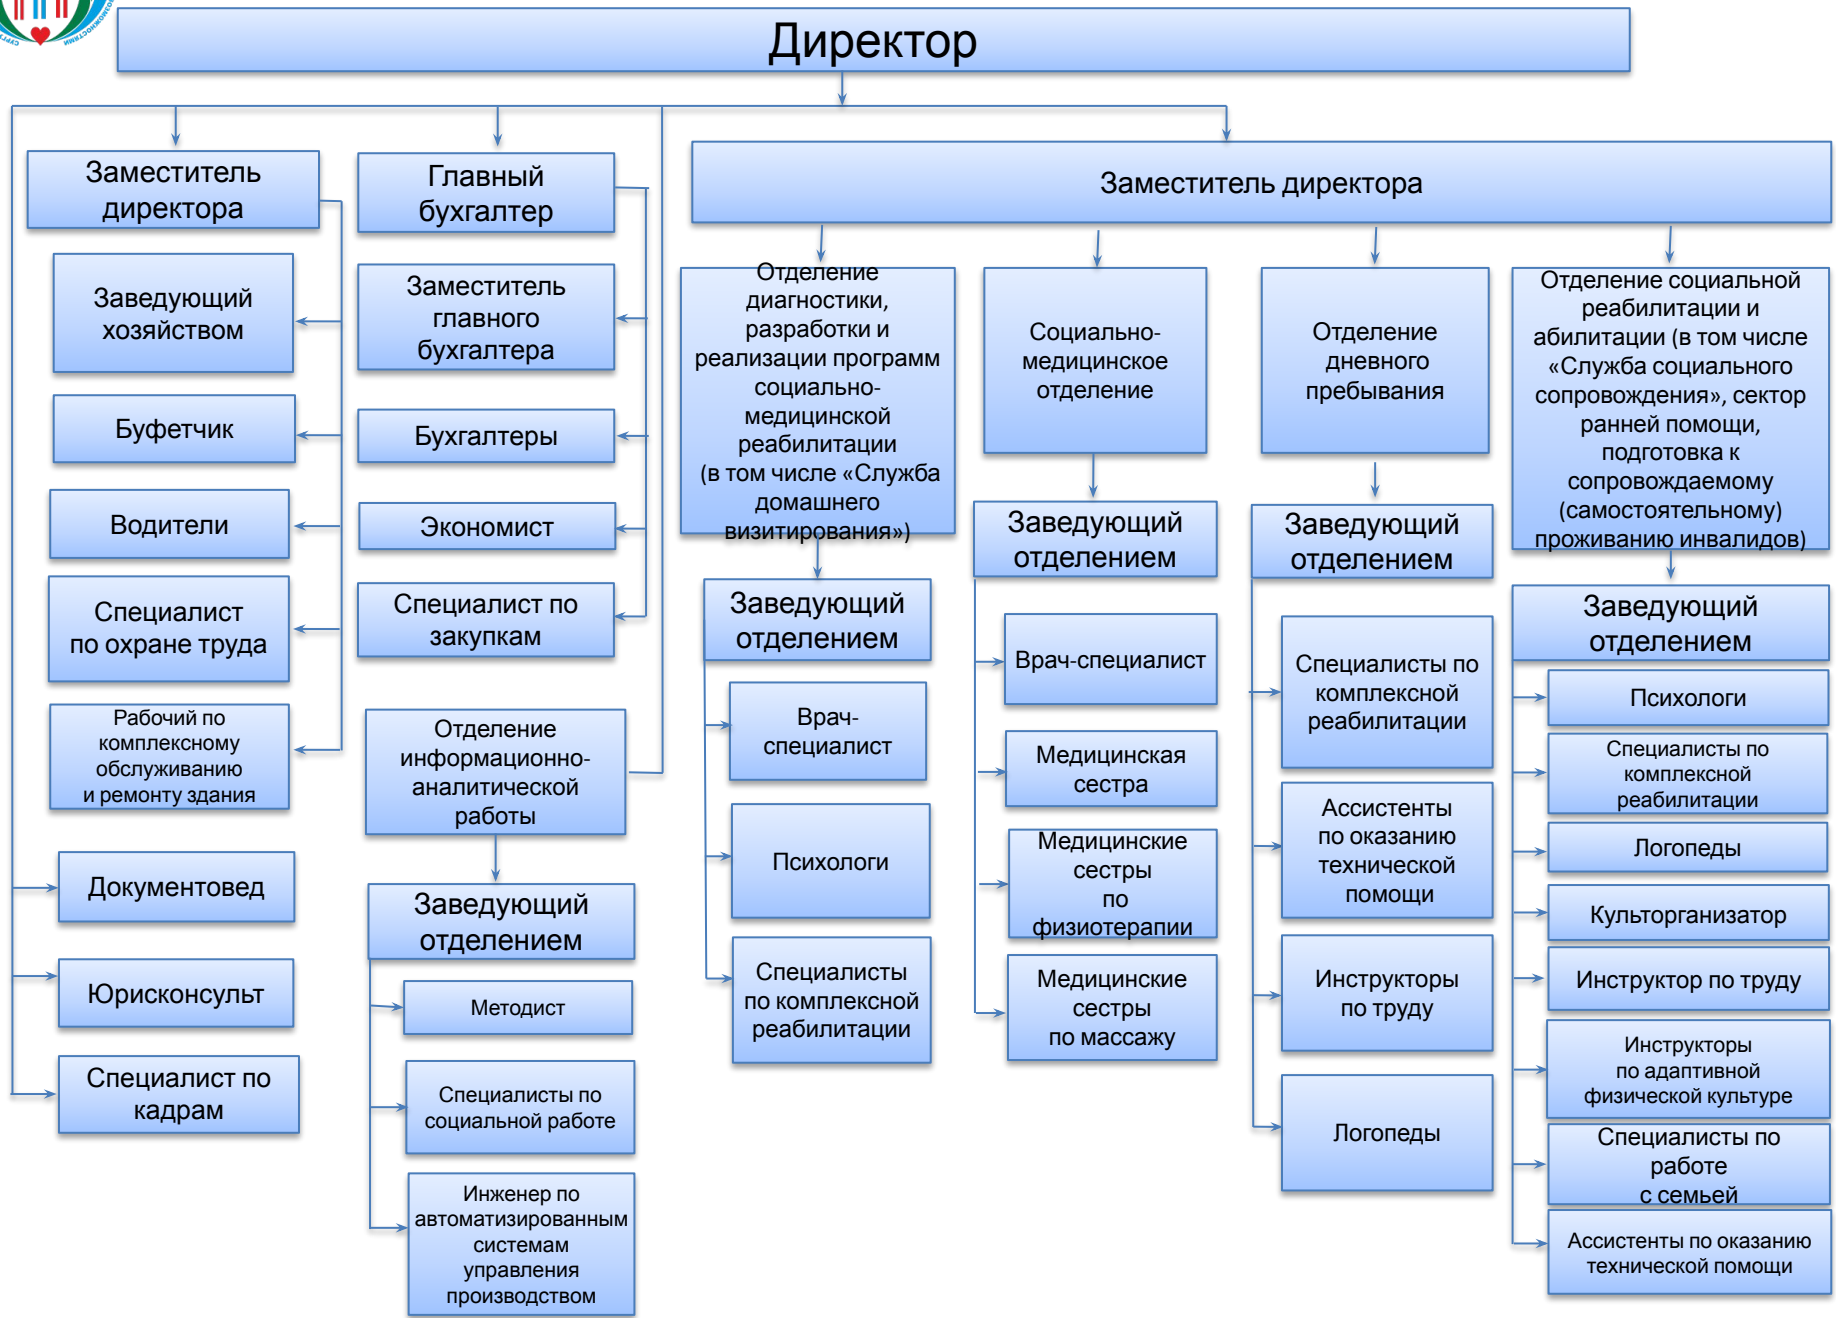 Директор
Заместитель
директора
Заведующий
хозяйством
Буфетчик
Водители
Специалист
по охране труда
Рабочий по
комплексному
обслуживанию
и ремонту здания
Документовед
Юрисконсульт
Специалист по
кадрам
Главный
бухгалтер
Заместитель
главного
бухгалтера
Бухгалтеры
Экономист
Специалист по
закупкам
Отделение
информационно-
аналитической
работы
Заведующий
отделением
Методист
Специалисты по
социальной работе
Инженер по
автоматизированным
системам
управления
производством
Заместитель директора
Отделение
диагностики,
разработки и
реализации программ
социально-
медицинской
реабилитации
(в том числе «Служба
домашнего
визитирования»)
Заведующий
отделением
Врач-
специалист
Психологи
Специалисты
по комплексной
реабилитации
Социально-
медицинское
отделение
Заведующий
отделением
Врач-специалист
Медицинская
сестра
Медицинские
сестры
по
физиотерапии
Медицинские
сестры
по массажу
Отделение
дневного
пребывания
Заведующий
отделением
Специалисты по
комплексной
реабилитации
Ассистенты
по оказанию
технической
помощи
Инструкторы
по труду
Логопеды
Отделение социальной
реабилитации и
абилитации (в том числе
«Служба социального
сопровождения», сектор
ранней помощи,
подготовка к
сопровождаемому
(самостоятельному)
проживанию инвалидов)
Заведующий
отделением
Психологи
Специалисты по
комплексной
реабилитации
Логопеды
Культорганизатор
Инструктор по труду
Инструкторы
по адаптивной
физической культуре
Специалисты по
работе
с семьей
Ассистенты по оказанию
технической помощи